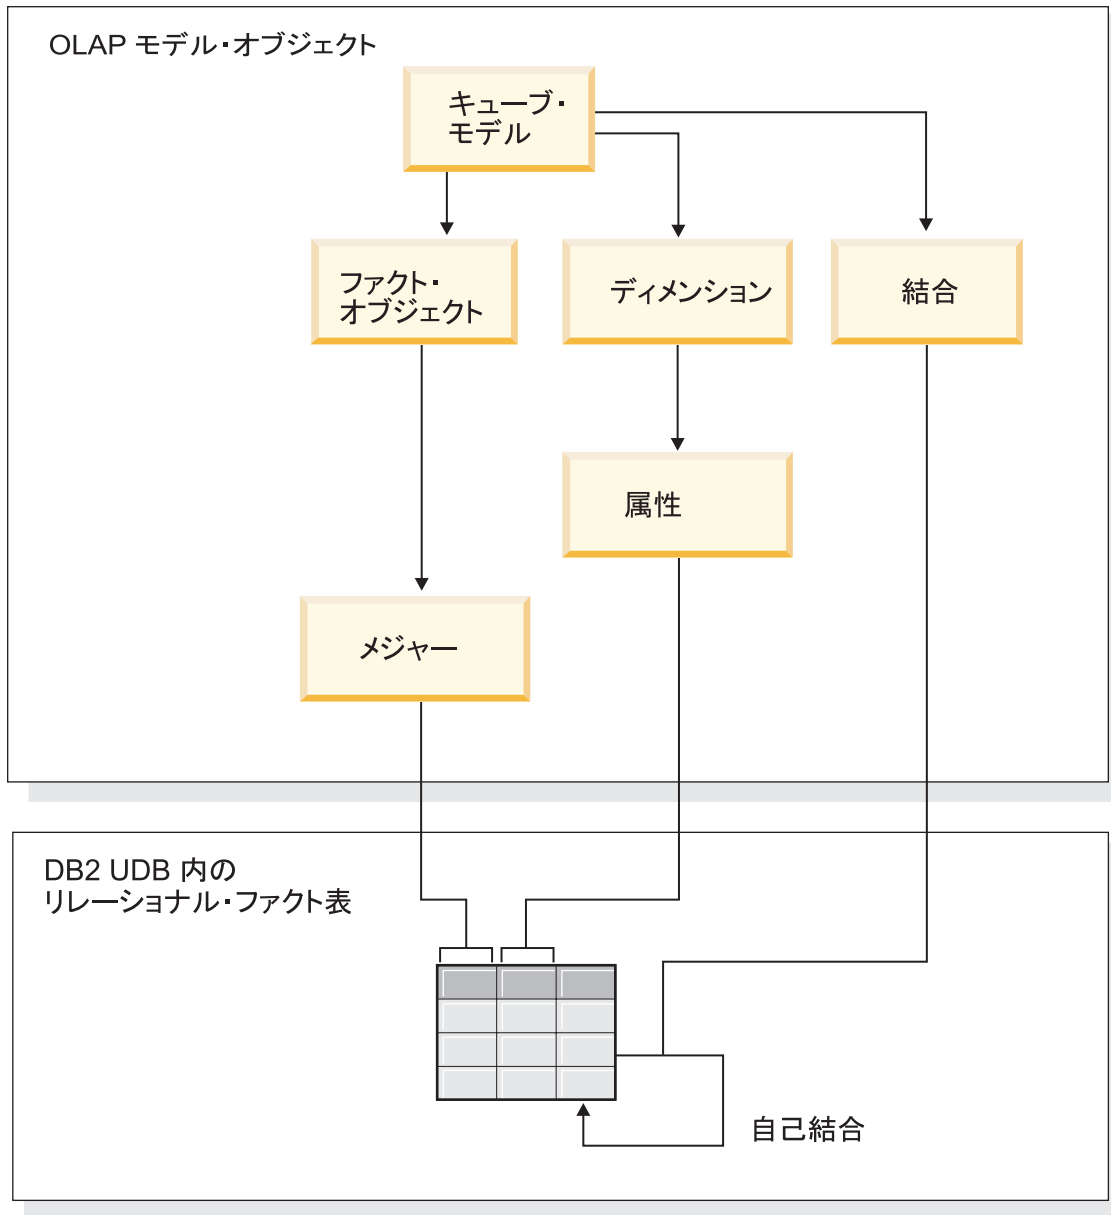 OLAP モデル・オブジェクト
キューブ・
モデル
ファクト・
オブジェクト
ディメンション
結合
属性
メジャー
DB2 UDB 内の
リレーショナル・ファクト表
自己結合